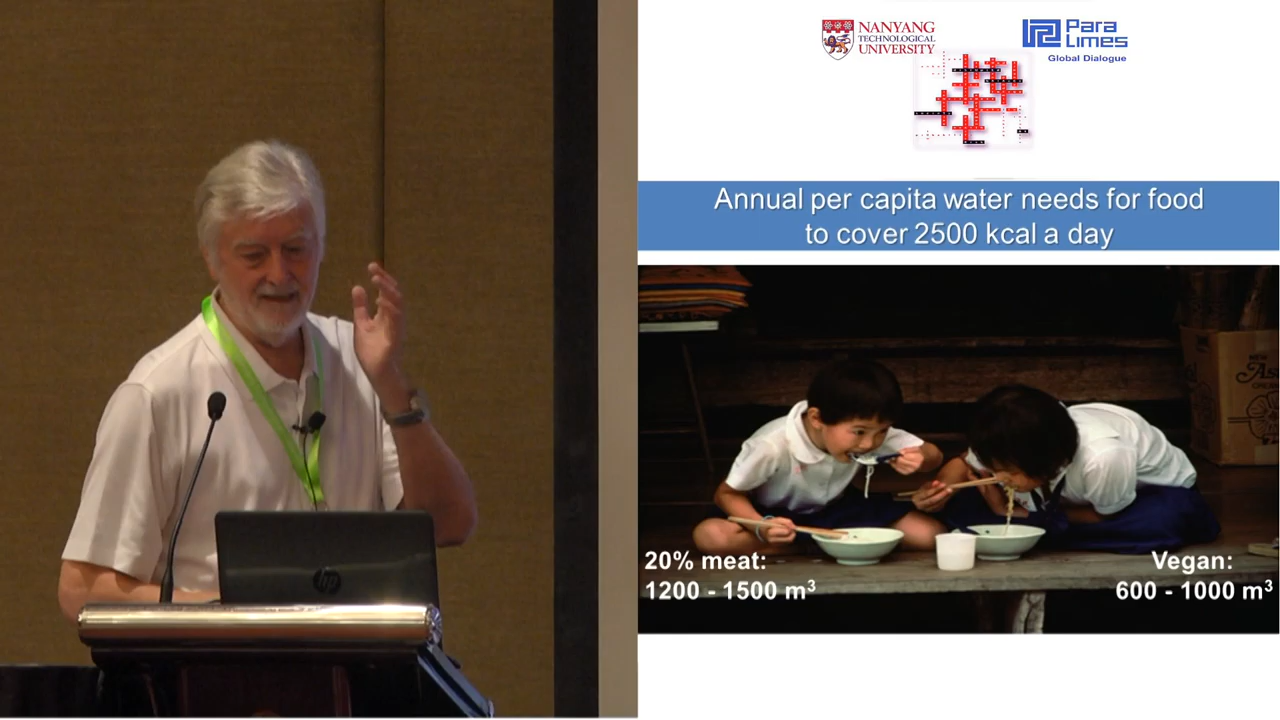 NANYANG
TECHNOLOGICAL
UNIVERSITY
Para
Limes
Global Dialogue
Annual per capita water needs for food
to cover 2500 kcal a day
20% meat:
1200 - 1500 m³
Vegan:
600 - 1000 m³
hp